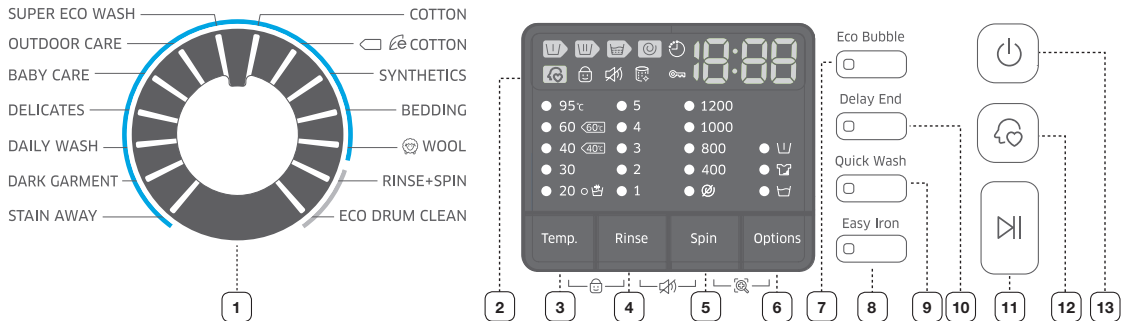 SUPER ECO WASH
OUTDOOR CARE
BABY CARE
DELICATES
DAILY WASH
DARK GARMENT
STAIN AWAY
COTTON
e COTTON
SYNTHETICS
BEDDING
WOOL
RINSE+SPIN
ECO DRUM CLEAN
18:88
95℃ 5 1200
60 60℃ 4 1000
40 40℃ 3 800
30 2 400
20 1
Temp. Rinse Spin Options
Eco Bubble
Delay End
Quick Wash
Easy Iron
1 2 3 4 5 6 7 8 9 10 11 12 13